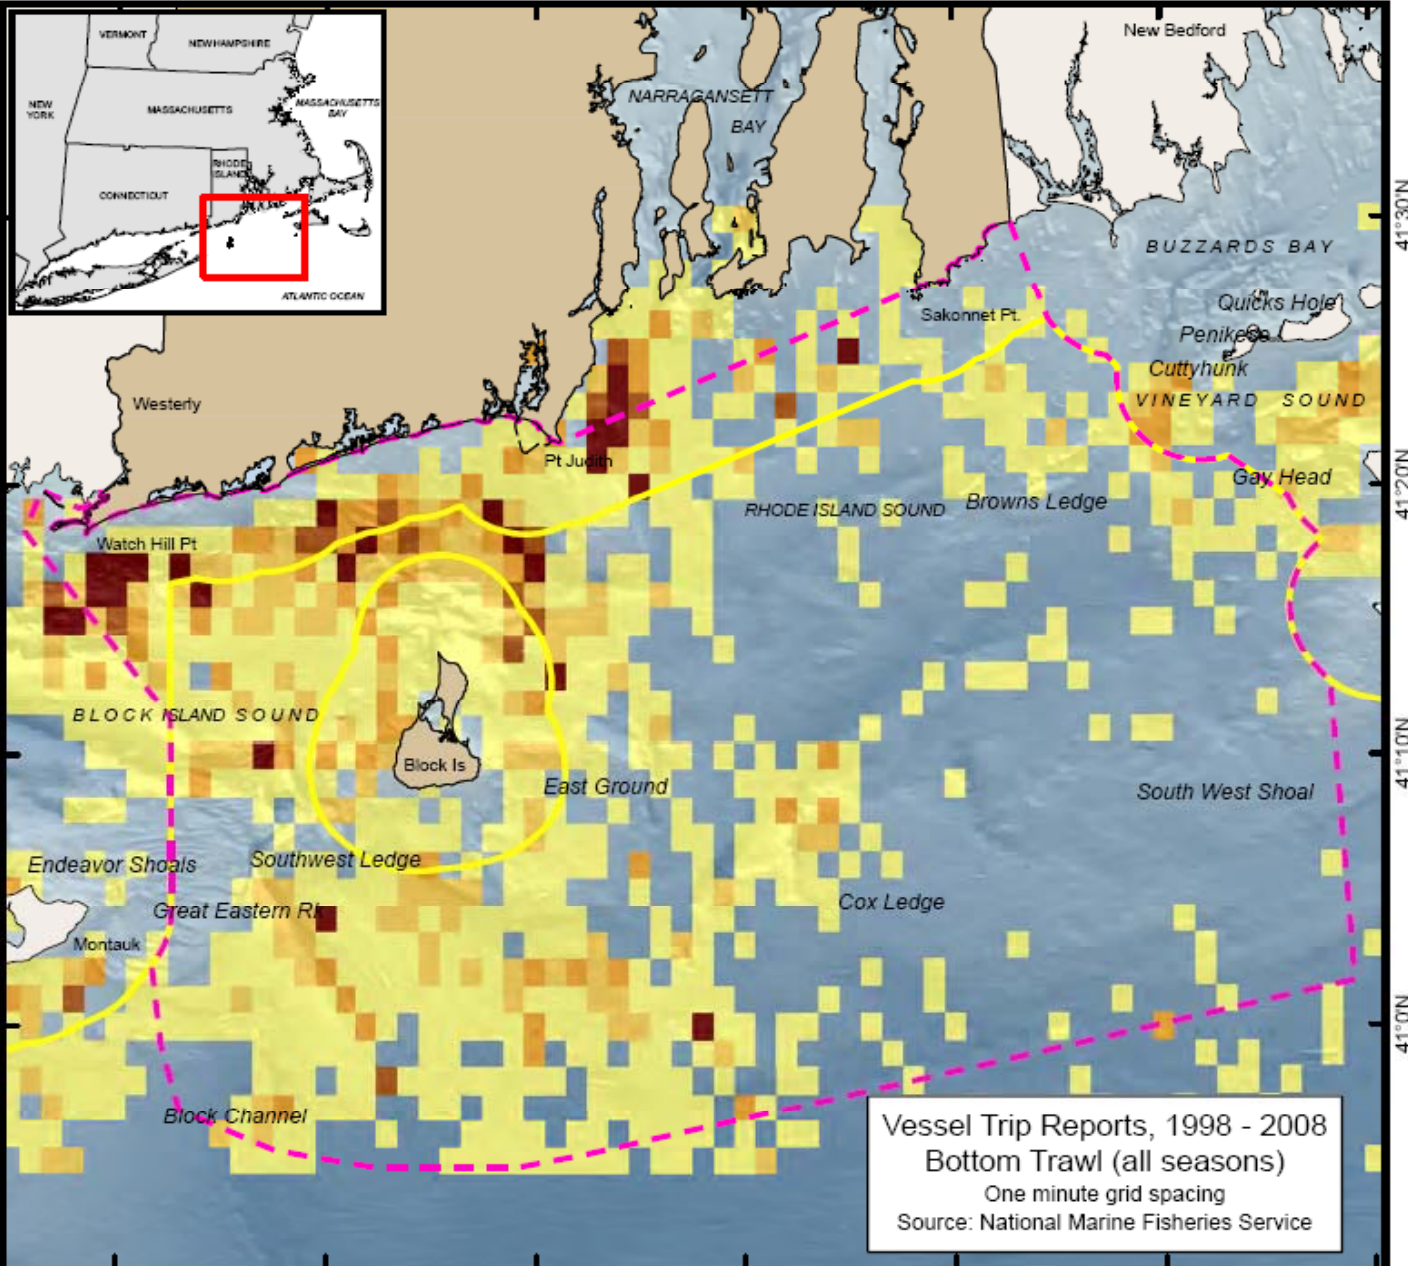 VERMONT
NEW HAMPSHIRE
NEW
YORK
MASSACHUSETTS
MASSACHUSETTS
BAY
RHODE
ISLAND
CONNECTICUT
ATLANTIC OCEAN
New Bedford
NARRAGANSETT
BAY
41°30'N
BUZZARDS BAY
Quicks Hole
Sakonnet Pt.
Penikese
Cuttyhunk
VINEYARD SOUND
Westerly
Pt Judith
Gay Head
41°20'N
Browns Ledge
RHODE ISLAND SOUND
Watch Hill Pt
BLOCK ISLAND SOUND
41°10'N
Block Is
East Ground
South West Shoal
Endeavor Shoals
Southwest Ledge
Cox Ledge
Great Eastern Rk
Montauk
41°0'N
Block Channel
Vessel Trip Reports, 1998 - 2008
Bottom Trawl (all seasons)
One minute grid spacing
Source: National Marine Fisheries Service